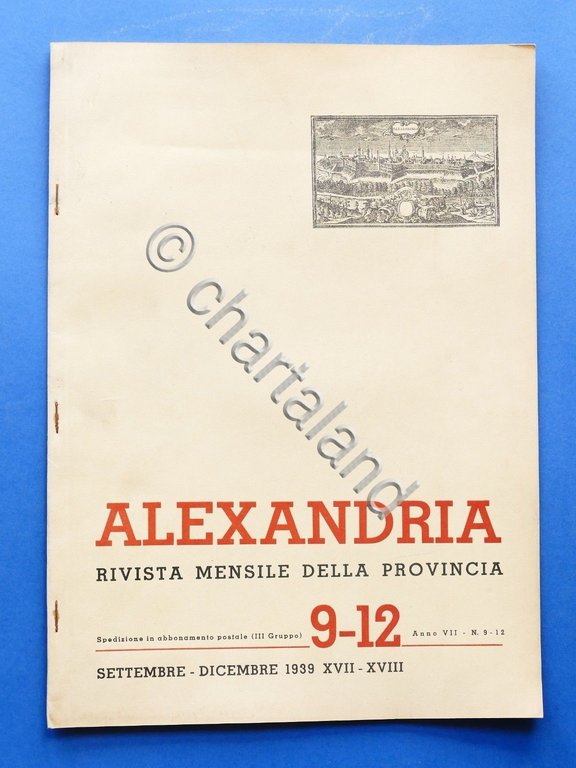 © chartaland
ALEXANDRIA
RIVISTA MENSILE DELLA PROVINCIA
Spedizione in abbonamento postale (III Gruppo) 9-12 Anno VII - N. 9-12
SETTEMBRE - DICEMBRE 1939 XVII - XVIII